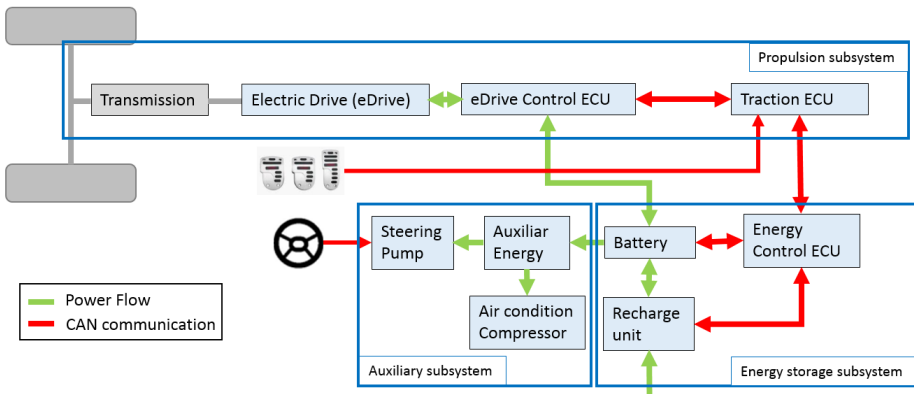 Propulsion subsystem
Transmission
Electric Drive (eDrive)
eDrive Control ECU
Traction ECU
Steering
Pump
Auxiliar
Energy
Battery
Energy
Control ECU
Power Flow
CAN communication
Air condition
Compressor
Recharge
unit
Auxiliary subsystem
Energy storage subsystem